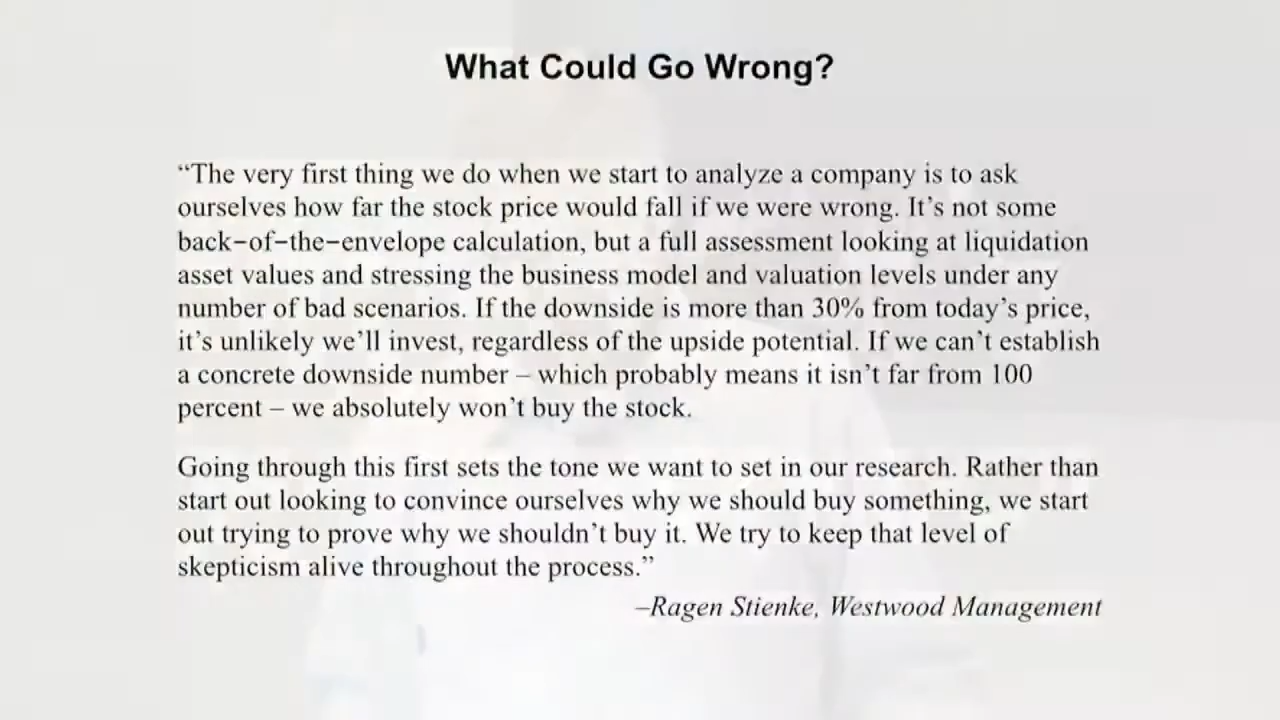 What Could Go Wrong?
“The very first thing we do when we start to analyze a company is to ask
ourselves how far the stock price would fall if we were wrong. It’s not some
back−of−the−envelope calculation, but a full assessment looking at liquidation
asset values and stressing the business model and valuation levels under any
number of bad scenarios. If the downside is more than 30% from today’s price,
it’s unlikely we’ll invest, regardless of the upside potential. If we can’t establish
a concrete downside number – which probably means it isn’t far from 100
percent – we absolutely won’t buy the stock.
Going through this first sets the tone we want to set in our research. Rather than
start out looking to convince ourselves why we should buy something, we start
out trying to prove why we shouldn’t buy it. We try to keep that level of
skepticism alive throughout the process.”
–Ragen Stienke, Westwood Management